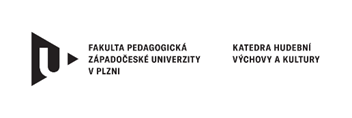 FAKULTA PEDAGOGICKÁ
ZÁPADOČESKÉ UNIVERZITY
V PLZNI
KATEDRA HUDEBNÍ
VÝCHOVY A KULTURY